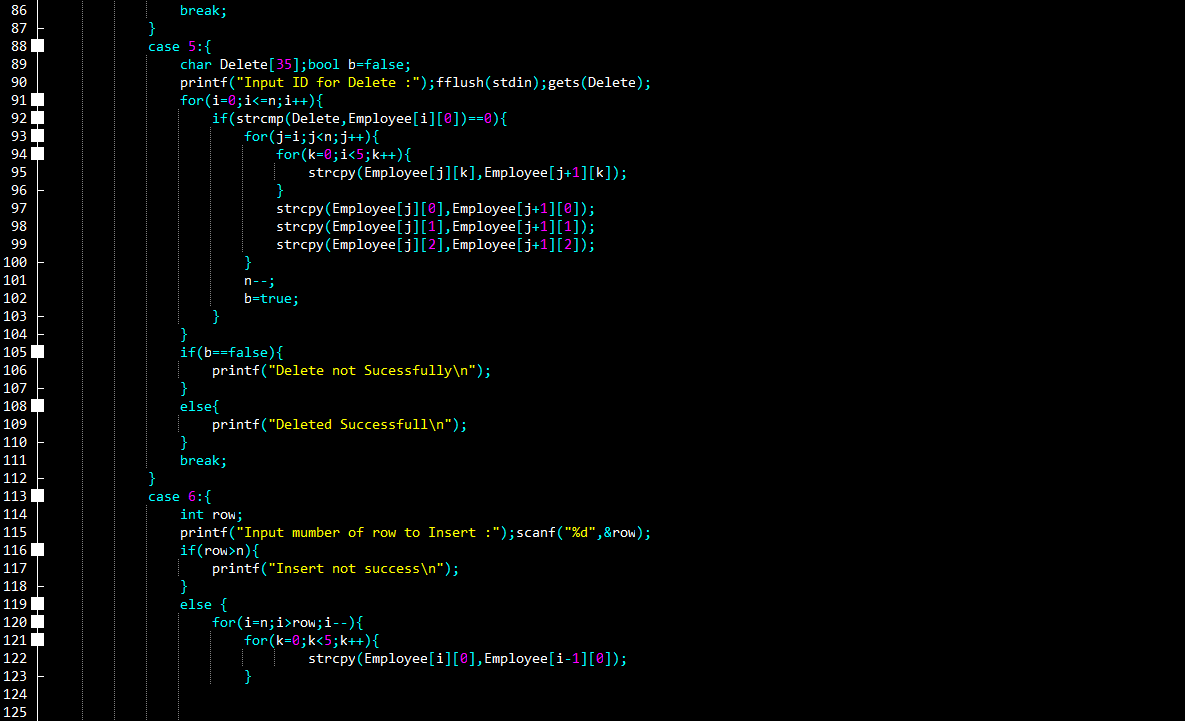 86 break;
87 }
88 case 5:{
89 char Delete[35];bool b=false;
90 printf("Input ID for Delete :");fflush(stdin);gets(Delete);
91 for(i=0;i<=n;i++){
92 if(strcmp(Delete,Employee[i][0])==0){
93 for(j=i;j<n;j++){
94 for(k=0;i<5;k++){
95 strcpy(Employee[j][k],Employee[j+1][k]);
96 }
97 strcpy(Employee[j][0],Employee[j+1][0]);
98 strcpy(Employee[j][1],Employee[j+1][1]);
99 strcpy(Employee[j][2],Employee[j+1][2]);
100 }
101 n--;
102 b=true;
103 }
104 }
105 if(b==false){
106 printf("Delete not Sucessfully\n");
107 }
108 else{
109 printf("Deleted Successfull\n");
110 }
111 break;
112 }
113 case 6:{
114 int row;
115 printf("Input mumber of row to Insert :");scanf("%d",&row);
116 if(row>n){
117 printf("Insert not success\n");
118 }
119 else {
120 for(i=n;i>row;i--){
121 for(k=0;k<5;k++){
122 strcpy(Employee[i][0],Employee[i-1][0]);
123 }
124
125